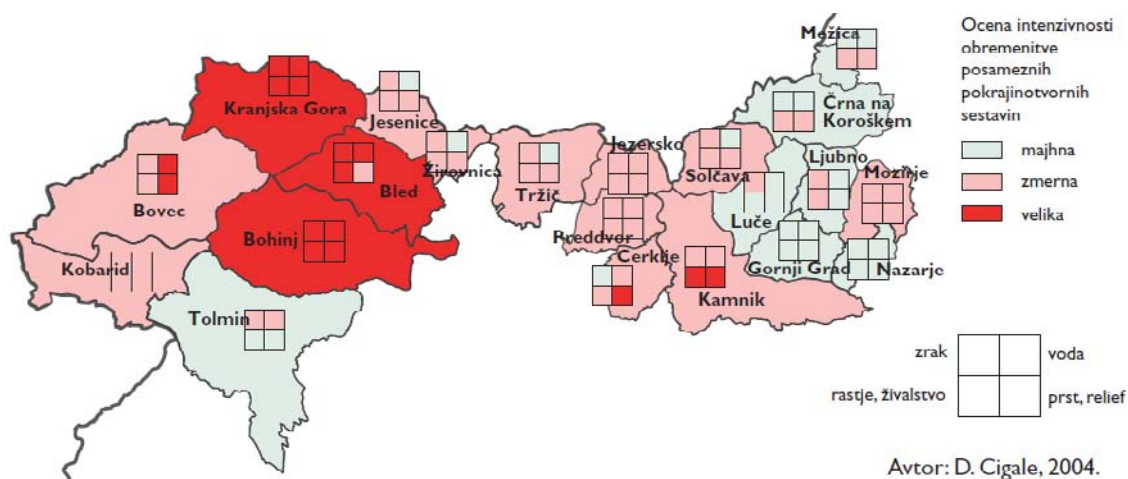 Mežica
Kranjska Gora
Jesenice
Črna na
Koroškem
Žirovnica
Jezersko
Solčava
Ljubno
Mozirje
Bovec
Bled
Tržič
Luče
Bohinj
Preddvor
Cerklje
Gornji Grad
Nazarje
Kobarid
Kamnik
Tolmin
Ocena intenzivnosti
obremenitve
posameznih
pokrajinotvornih
sestavin
majhna
zmerna
velika
zrak
voda
rastje, živalstvo
prst, relief
Avtor: D. Cigale, 2004.